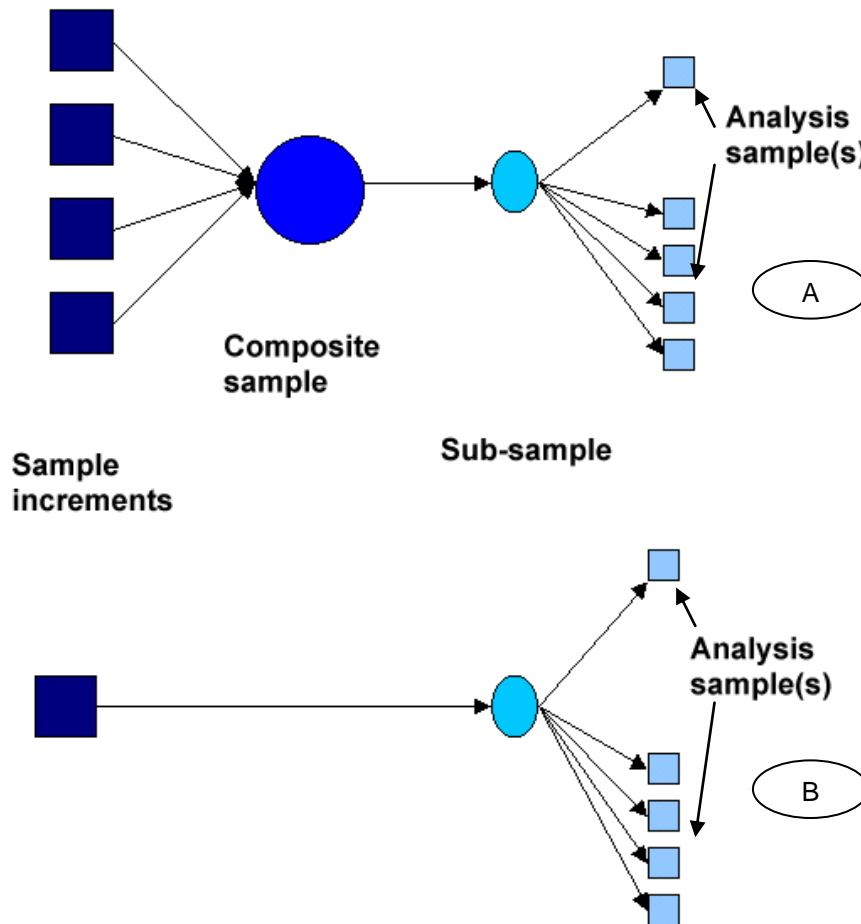 Analysis
sample(s)
A
Composite
sample
Sub-sample
Sample
increments
Analysis
sample(s)
B